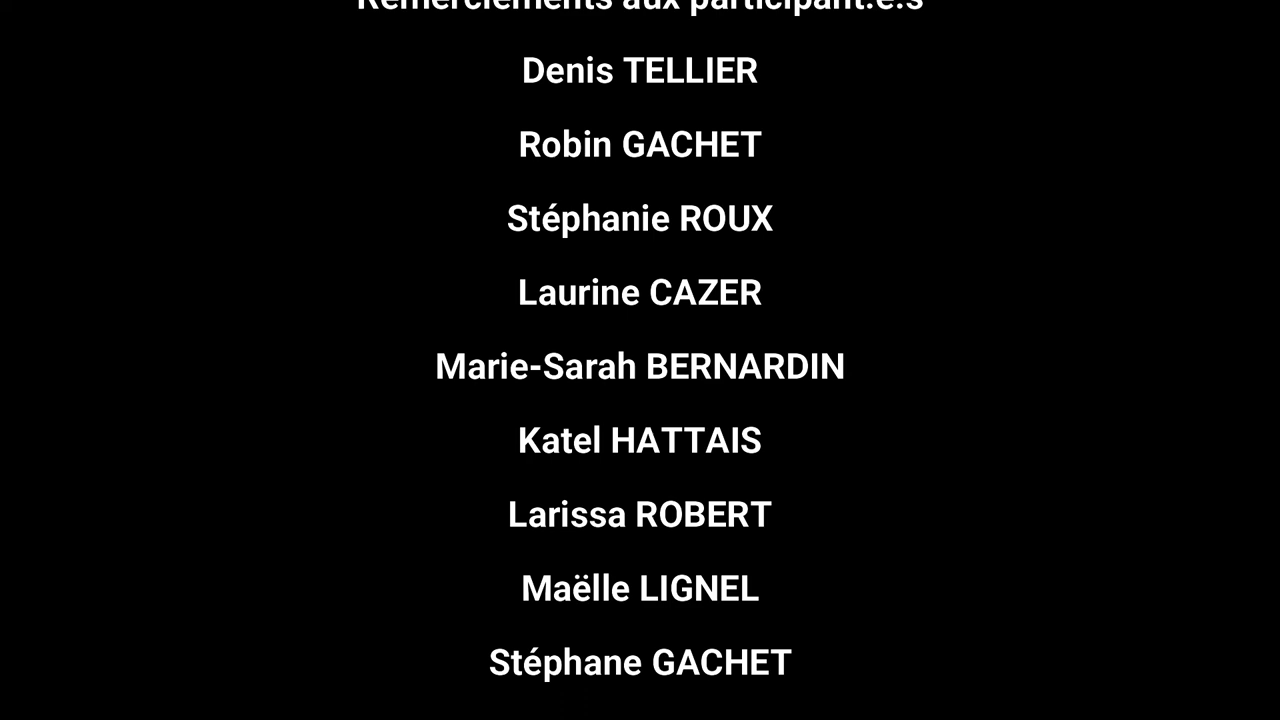 Remerciements aux participant.e.s
Denis TELLIER
Robin GACHET
Stéphanie ROUX
Laurine CAZER
Marie-Sarah BERNARDIN
Katel HATTAIS
Larissa ROBERT
Maëlle LIGNEL
Stéphane GACHET